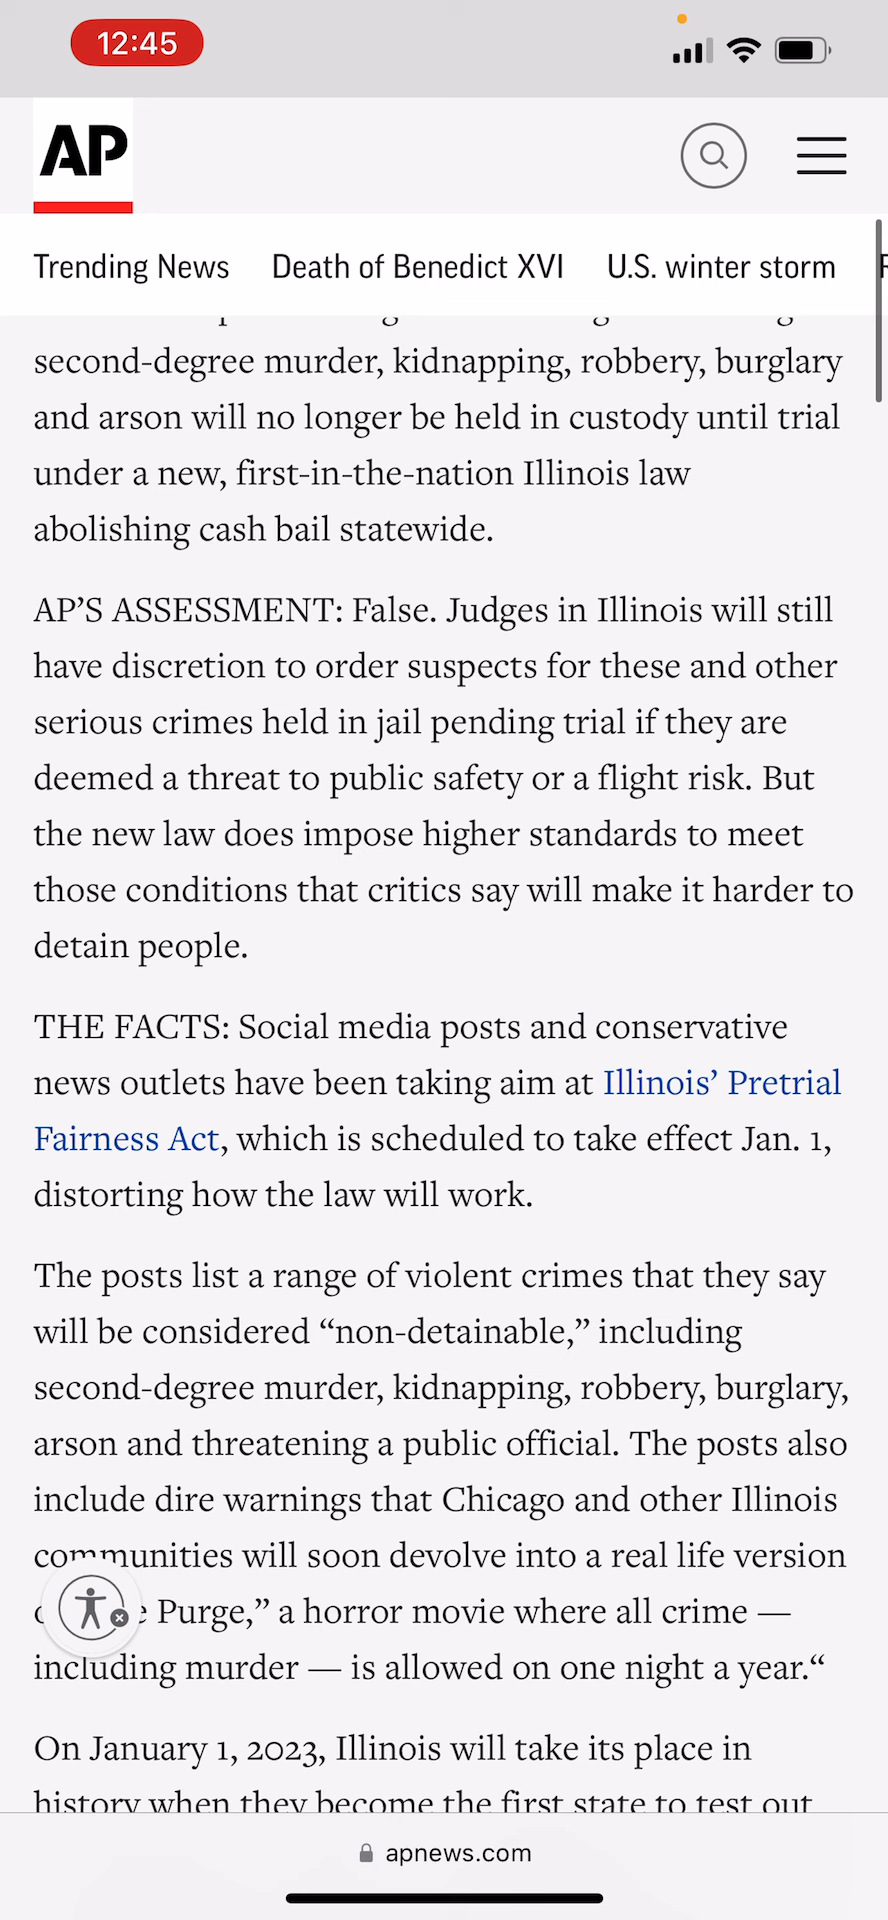 12:45
AP
Trending News Death of Benedict XVI U.S. winter storm
second-degree murder, kidnapping, robbery, burglary
and arson will no longer be held in custody until trial
under a new, first-in-the-nation Illinois law
abolishing cash bail statewide.
AP’S ASSESSMENT: False. Judges in Illinois will still
have discretion to order suspects for these and other
serious crimes held in jail pending trial if they are
deemed a threat to public safety or a flight risk. But
the new law does impose higher standards to meet
those conditions that critics say will make it harder to
detain people.
THE FACTS: Social media posts and conservative
news outlets have been taking aim at Illinois’ Pretrial
Fairness Act, which is scheduled to take effect Jan. 1,
distorting how the law will work.
The posts list a range of violent crimes that they say
will be considered “non-detainable,” including
second-degree murder, kidnapping, robbery, burglary,
arson and threatening a public official. The posts also
include dire warnings that Chicago and other Illinois
communities will soon devolve into a real life version
Purge,” a horror movie where all crime —
including murder — is allowed on one night a year.“
On January 1, 2023, Illinois will take its place in
history when they become the first state to test out
apnews.com